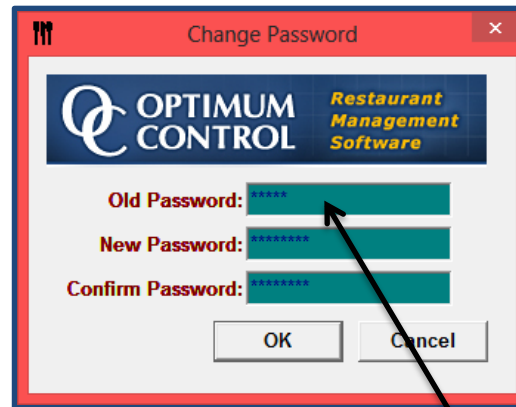 Change Password
×
OPTIMUM
CONTROL
Restaurant
Management
Software
Old Password: *****
New Password: ********
Confirm Password: ********
OK Cancel